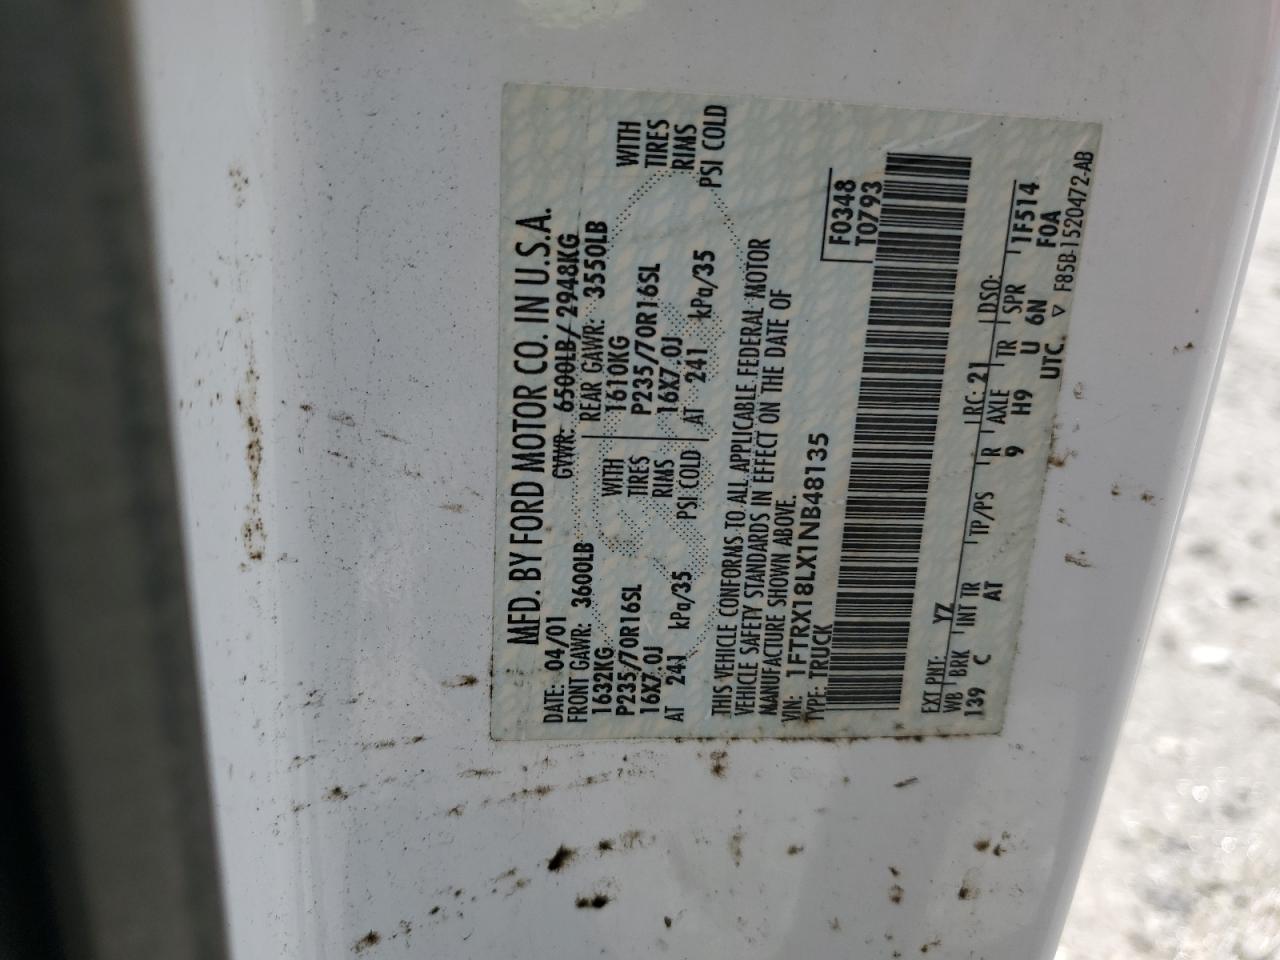 MFD. BY FORD MOTOR CO. IN U.S.A.
DATE: 04/01 GVWR: 6500LB/ 2948KG
FRONT GAWR: 3600LB REAR GAWR: 3550LB
1632KG WITH 1610KG WITH
P235/70R16SL TIRES P235/70R16SL TIRES
16X7.0J RIMS 16X7.0J RIMS
AT 241 kPa/35 PSI COLD AT 241 kPa/35 PSI COLD
THIS VEHICLE CONFORMS TO ALL APPLICABLE FEDERAL MOTOR
VEHICLE SAFETY STANDARDS IN EFFECT ON THE DATE OF
MANUFACTURE SHOWN ABOVE.
VIN: 1FTRX18LX1NB48135 F0348
TYPE: TRUCK T0793
EXT PNT: YZ RC: 21 DSO:
WB BRK INT TR TP/PS R AXLE TR SPR 1F514
139 C AT 9 H9 U 6N F0A
UTC. ▽ F85B-1520472-AB